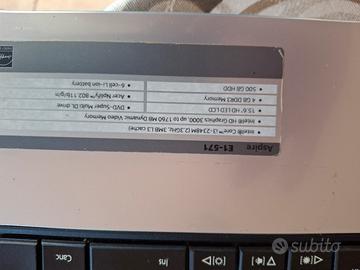 Aspire E1-571
• Intel® Core™ i3-2348M (2.3GHz, 3MB L3 cache)
• Intel® HD Graphics 3000, up to 1760 MB Dynamic Video Memory
• 15.6" HD LED LCD
• 4 GB DDR3 Memory
• 500 GB HDD
• DVD-Super Multi DL drive
• Acer Nplify™ 802.11b/g/n
• 6-cell Li-ion battery
Canc
Ins
subito